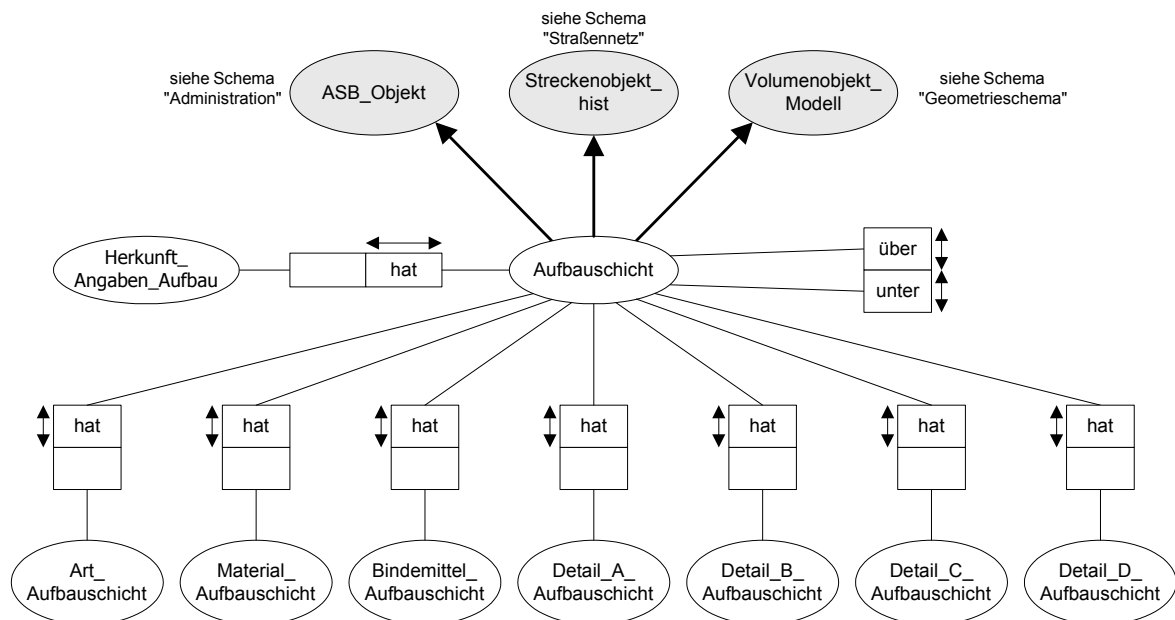 siehe Schema
"Straßennetz"
siehe Schema
"Administration"
ASB_Objekt
Streckenobjekt_
hist
Volumenobjekt_
Modell
siehe Schema
"Geometrieschema"
Herkunft_
Angaben_Aufbau
hat
Aufbauschicht
über
unter
hat
hat
hat
hat
hat
hat
hat
Art_
Aufbauschicht
Material_
Aufbauschicht
Bindemittel_
Aufbauschicht
Detail_A_
Aufbauschicht
Detail_B_
Aufbauschicht
Detail_C_
Aufbauschicht
Detail_D_
Aufbauschicht